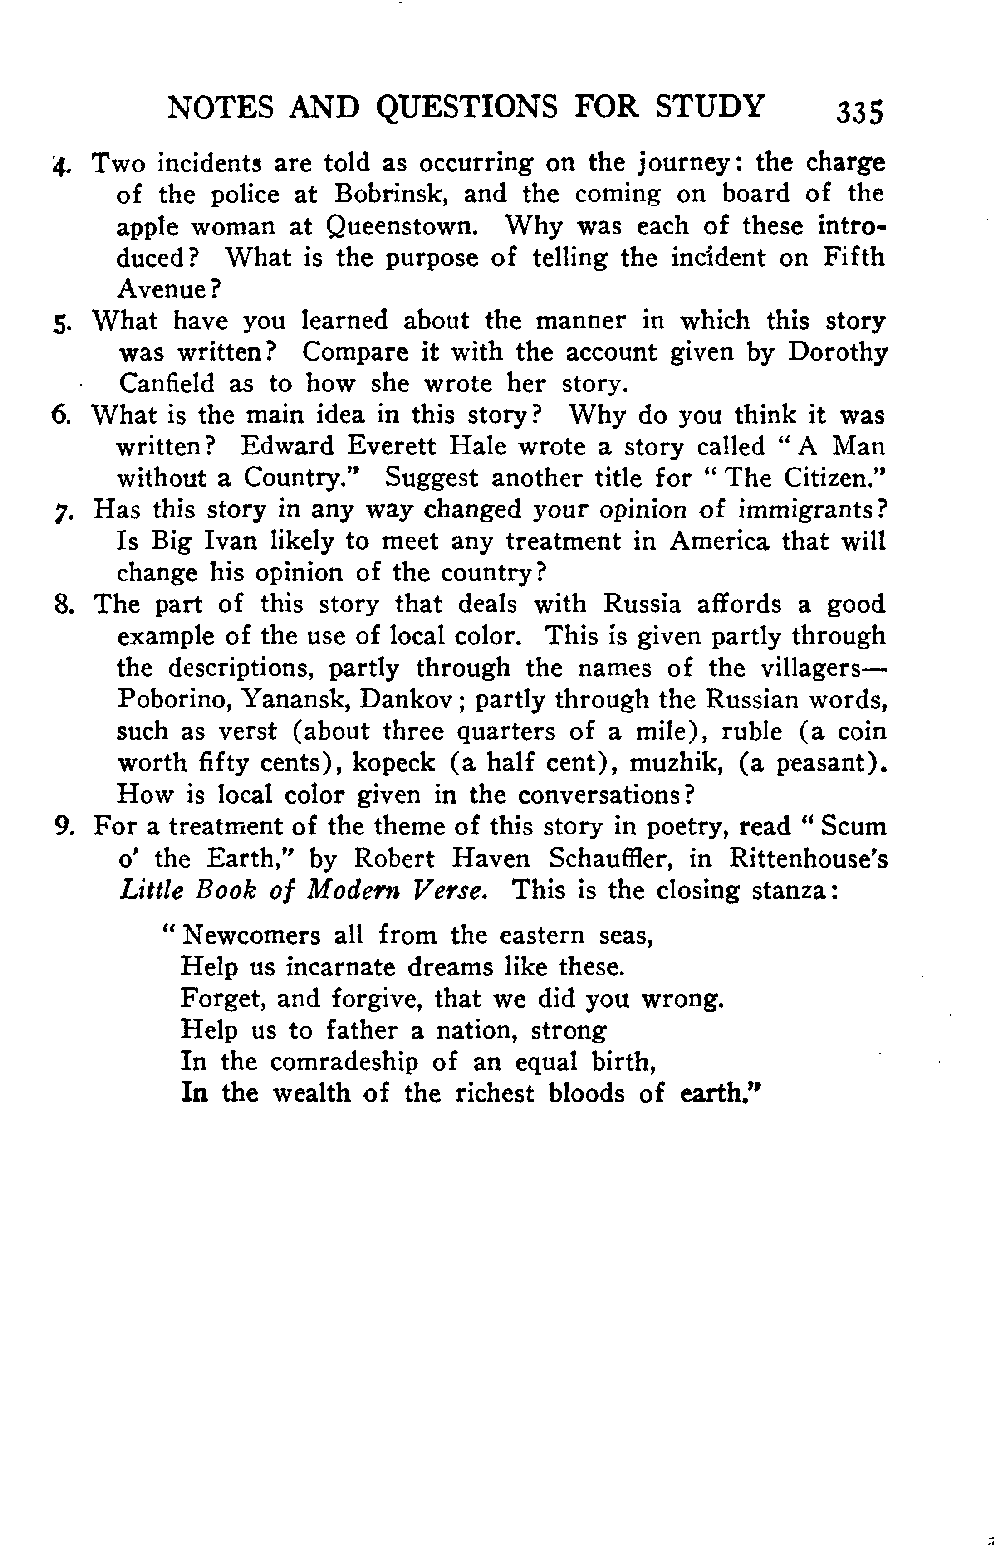 NOTES AND QUESTIONS FOR STUDY 335
4. Two incidents are told as occurring on the journey: the charge
of the police at Bobrinsk, and the coming on board of the
apple woman at Queenstown. Why was each of these intro-
duced? What is the purpose of telling the incident on Fifth
Avenue?
5. What have you learned about the manner in which this story
was written? Compare it with the account given by Dorothy
Canfield as to how she wrote her story.
6. What is the main idea in this story? Why do you think it was
written? Edward Everett Hale wrote a story called " A Man
without a Country." Suggest another title for " The Citizen."
7. Has this story in any way changed your opinion of immigrants?
Is Big Ivan likely to meet any treatment in America that will
change his opinion of the country?
8. The part of this story that deals with Russia affords a good
example of the use of local color. This is given partly through
the descriptions, partly through the names of the villagers—
Poborino, Yanansk, Dankov; partly through the Russian words,
such as verst (about three quarters of a mile), ruble (a coin
worth fifty cents), kopeck (a half cent), muzhik, (a peasant).
How is local color given in the conversations?
9. For a treatment of the theme of this story in poetry, read " Scum
o' the Earth," by Robert Haven Schauffler, in Rittenhouse's
Little Book of Modern Verse. This is the closing stanza:
" Newcomers all from the eastern seas,
Help us incarnate dreams like these.
Forget, and forgive, that we did you wrong.
Help us to father a nation, strong
In the comradeship of an equal birth,
In the wealth of the richest bloods of earth."